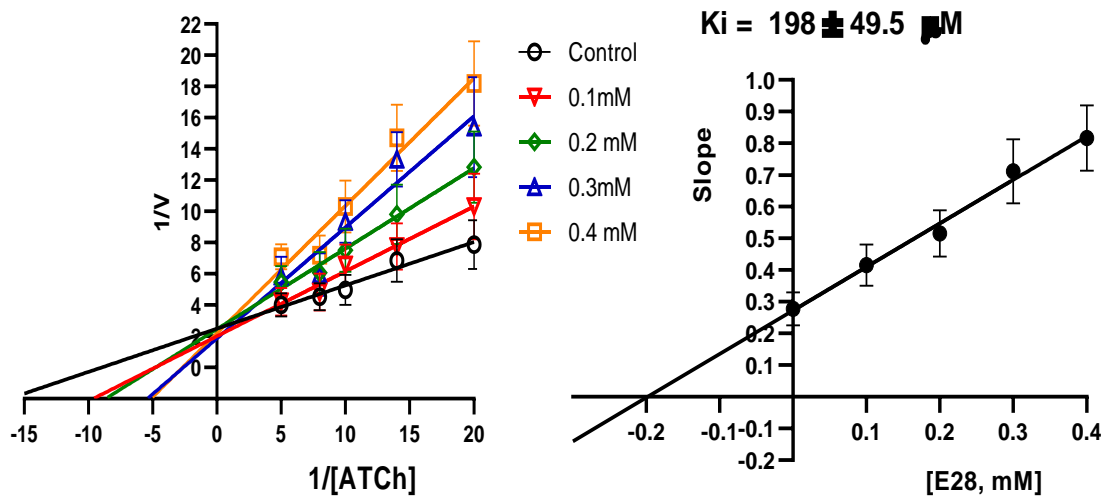 22
20
18
16
14
12
10
8
6
4
2
0
1/V
-15 -10 -5 0 5 10 15 20
1/[ATCh]
Control
0.1mM
0.2 mM
0.3mM
0.4 mM
Ki = 198 ± 49.5 µM
1.0
0.9
0.8
0.7
0.6
0.5
0.4
0.3
0.2
0.1
-0.1
-0.2
Slope
-0.2 -0.1 0.1 0.2 0.3 0.4
[E28, mM]